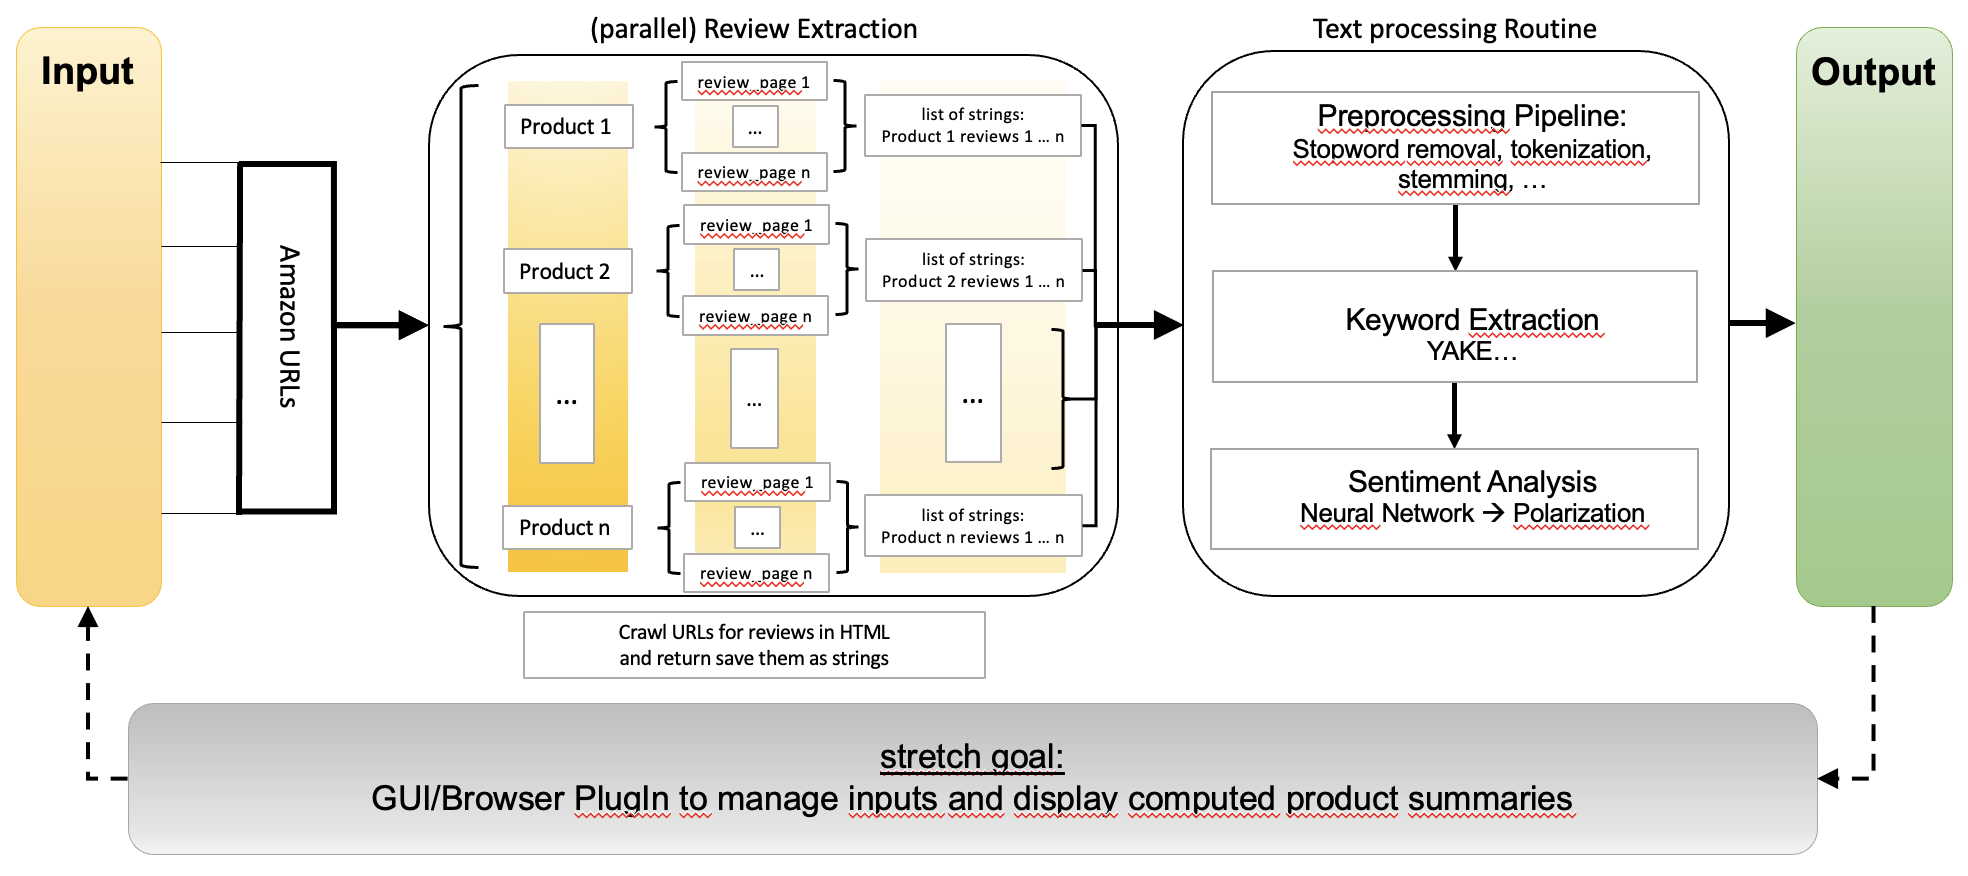 Input
Amazon URLs
(parallel) Review Extraction
Product 1
review_page 1
...
review_page n
list of strings:
Product 1 reviews 1 ... n
Product 2
review_page 1
...
review_page n
list of strings:
Product 2 reviews 1 ... n
...
...
...
Product n
review_page 1
...
review_page n
list of strings:
Product n reviews 1 ... n
Crawl URLs for reviews in HTML
and return save them as strings
Text processing Routine
Preprocessing Pipeline:
Stopword removal, tokenization,
stemming, ...
Keyword Extraction
YAKE...
Sentiment Analysis
Neural Network → Polarization
Output
stretch goal:
GUI/Browser PlugIn to manage inputs and display computed product summaries